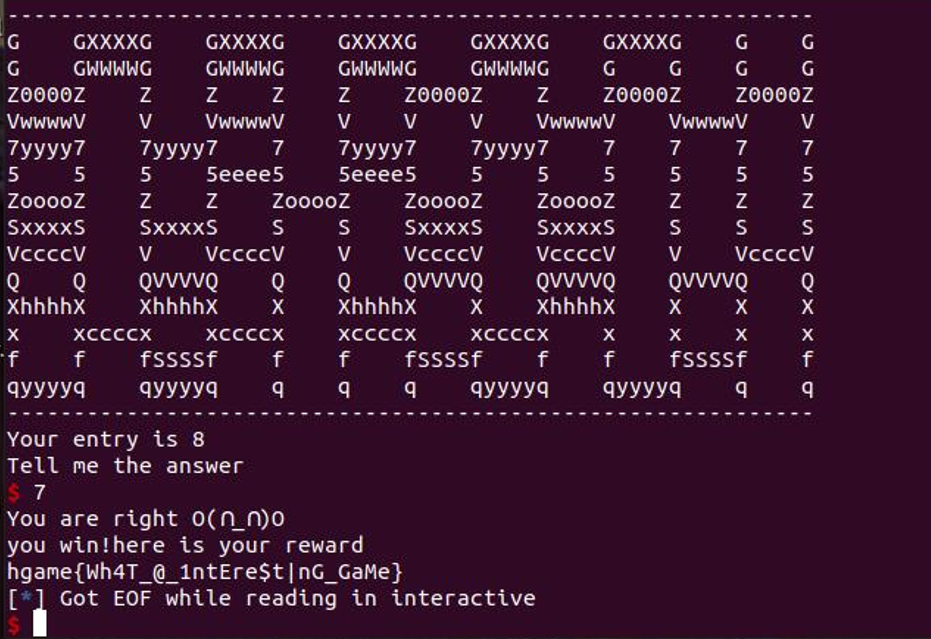 -------------------------------------------------------------
G    GXXXXG    GXXXXG    GXXXXG    GXXXXG    GXXXXG    G    G
G    GWWWWG    GWWWWG    GWWWWG    GWWWWG    G    G    G    G
Z0000Z    Z    Z    Z    Z    Z0000Z    Z    Z0000Z    Z0000Z
VwwwwV    V    VwwwwV    V    V    V    VwwwwV    VwwwwV    V
7yyyy7    7yyyy7    7    7yyyy7    7yyyy7    7    7    7    7
5    5    5    5eeee5    5eeee5    5    5    5    5    5    5
ZooooZ    Z    Z    ZooooZ    ZooooZ    ZooooZ    Z    Z    Z
SxxxxS    SxxxxS    S    S    SxxxxS    SxxxxS    S    S    S
VccccV    V    VccccV    V    VccccV    VccccV    V    VccccV
Q    Q    QVVVVQ    Q    Q    QVVVVQ    QVVVVQ    QVVVVQ    Q
XhhhhX    XhhhhX    X    XhhhhX    X    XhhhhX    X    X    X
x    xccccx    xccccx    xccccx    xccccx    x    x    x    x
f    f    fSSSSf    f    f    fSSSSf    f    f    fSSSSf    f
qyyyyq    qyyyyq    q    q    q    qyyyyq    qyyyyq    q    q
-------------------------------------------------------------
Your entry is 8
Tell me the answer
$ 7
You are right O(∩_∩)O
you win!here is your reward
hgame{Wh4T_@_1ntEre$t|nG_GaMe}
[*] Got EOF while reading in interactive
$